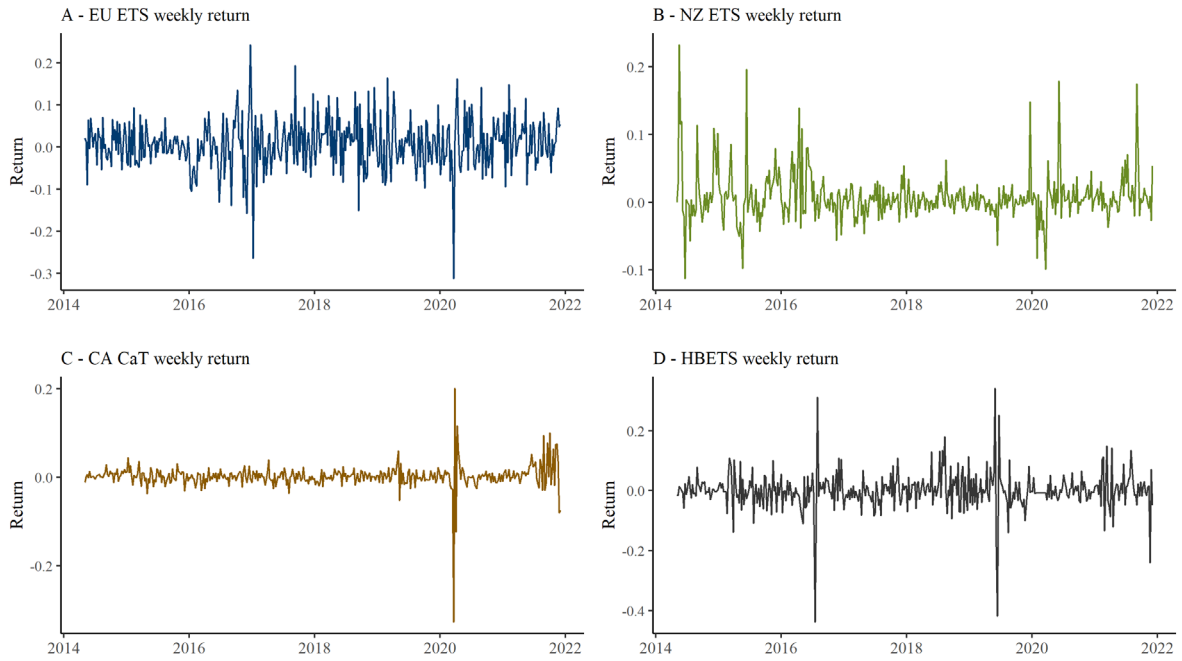 A - EU ETS weekly return
Return
0.2
0.1
0.0
-0.1
-0.2
-0.3
2014 2016 2018 2020 2022
B - NZ ETS weekly return
Return
0.2
0.1
0.0
-0.1
2014 2016 2018 2020 2022
C - CA CaT weekly return
Return
0.2
0.0
-0.2
2014 2016 2018 2020 2022
D - HBETS weekly return
Return
0.2
0.0
-0.2
-0.4
2014 2016 2018 2020 2022